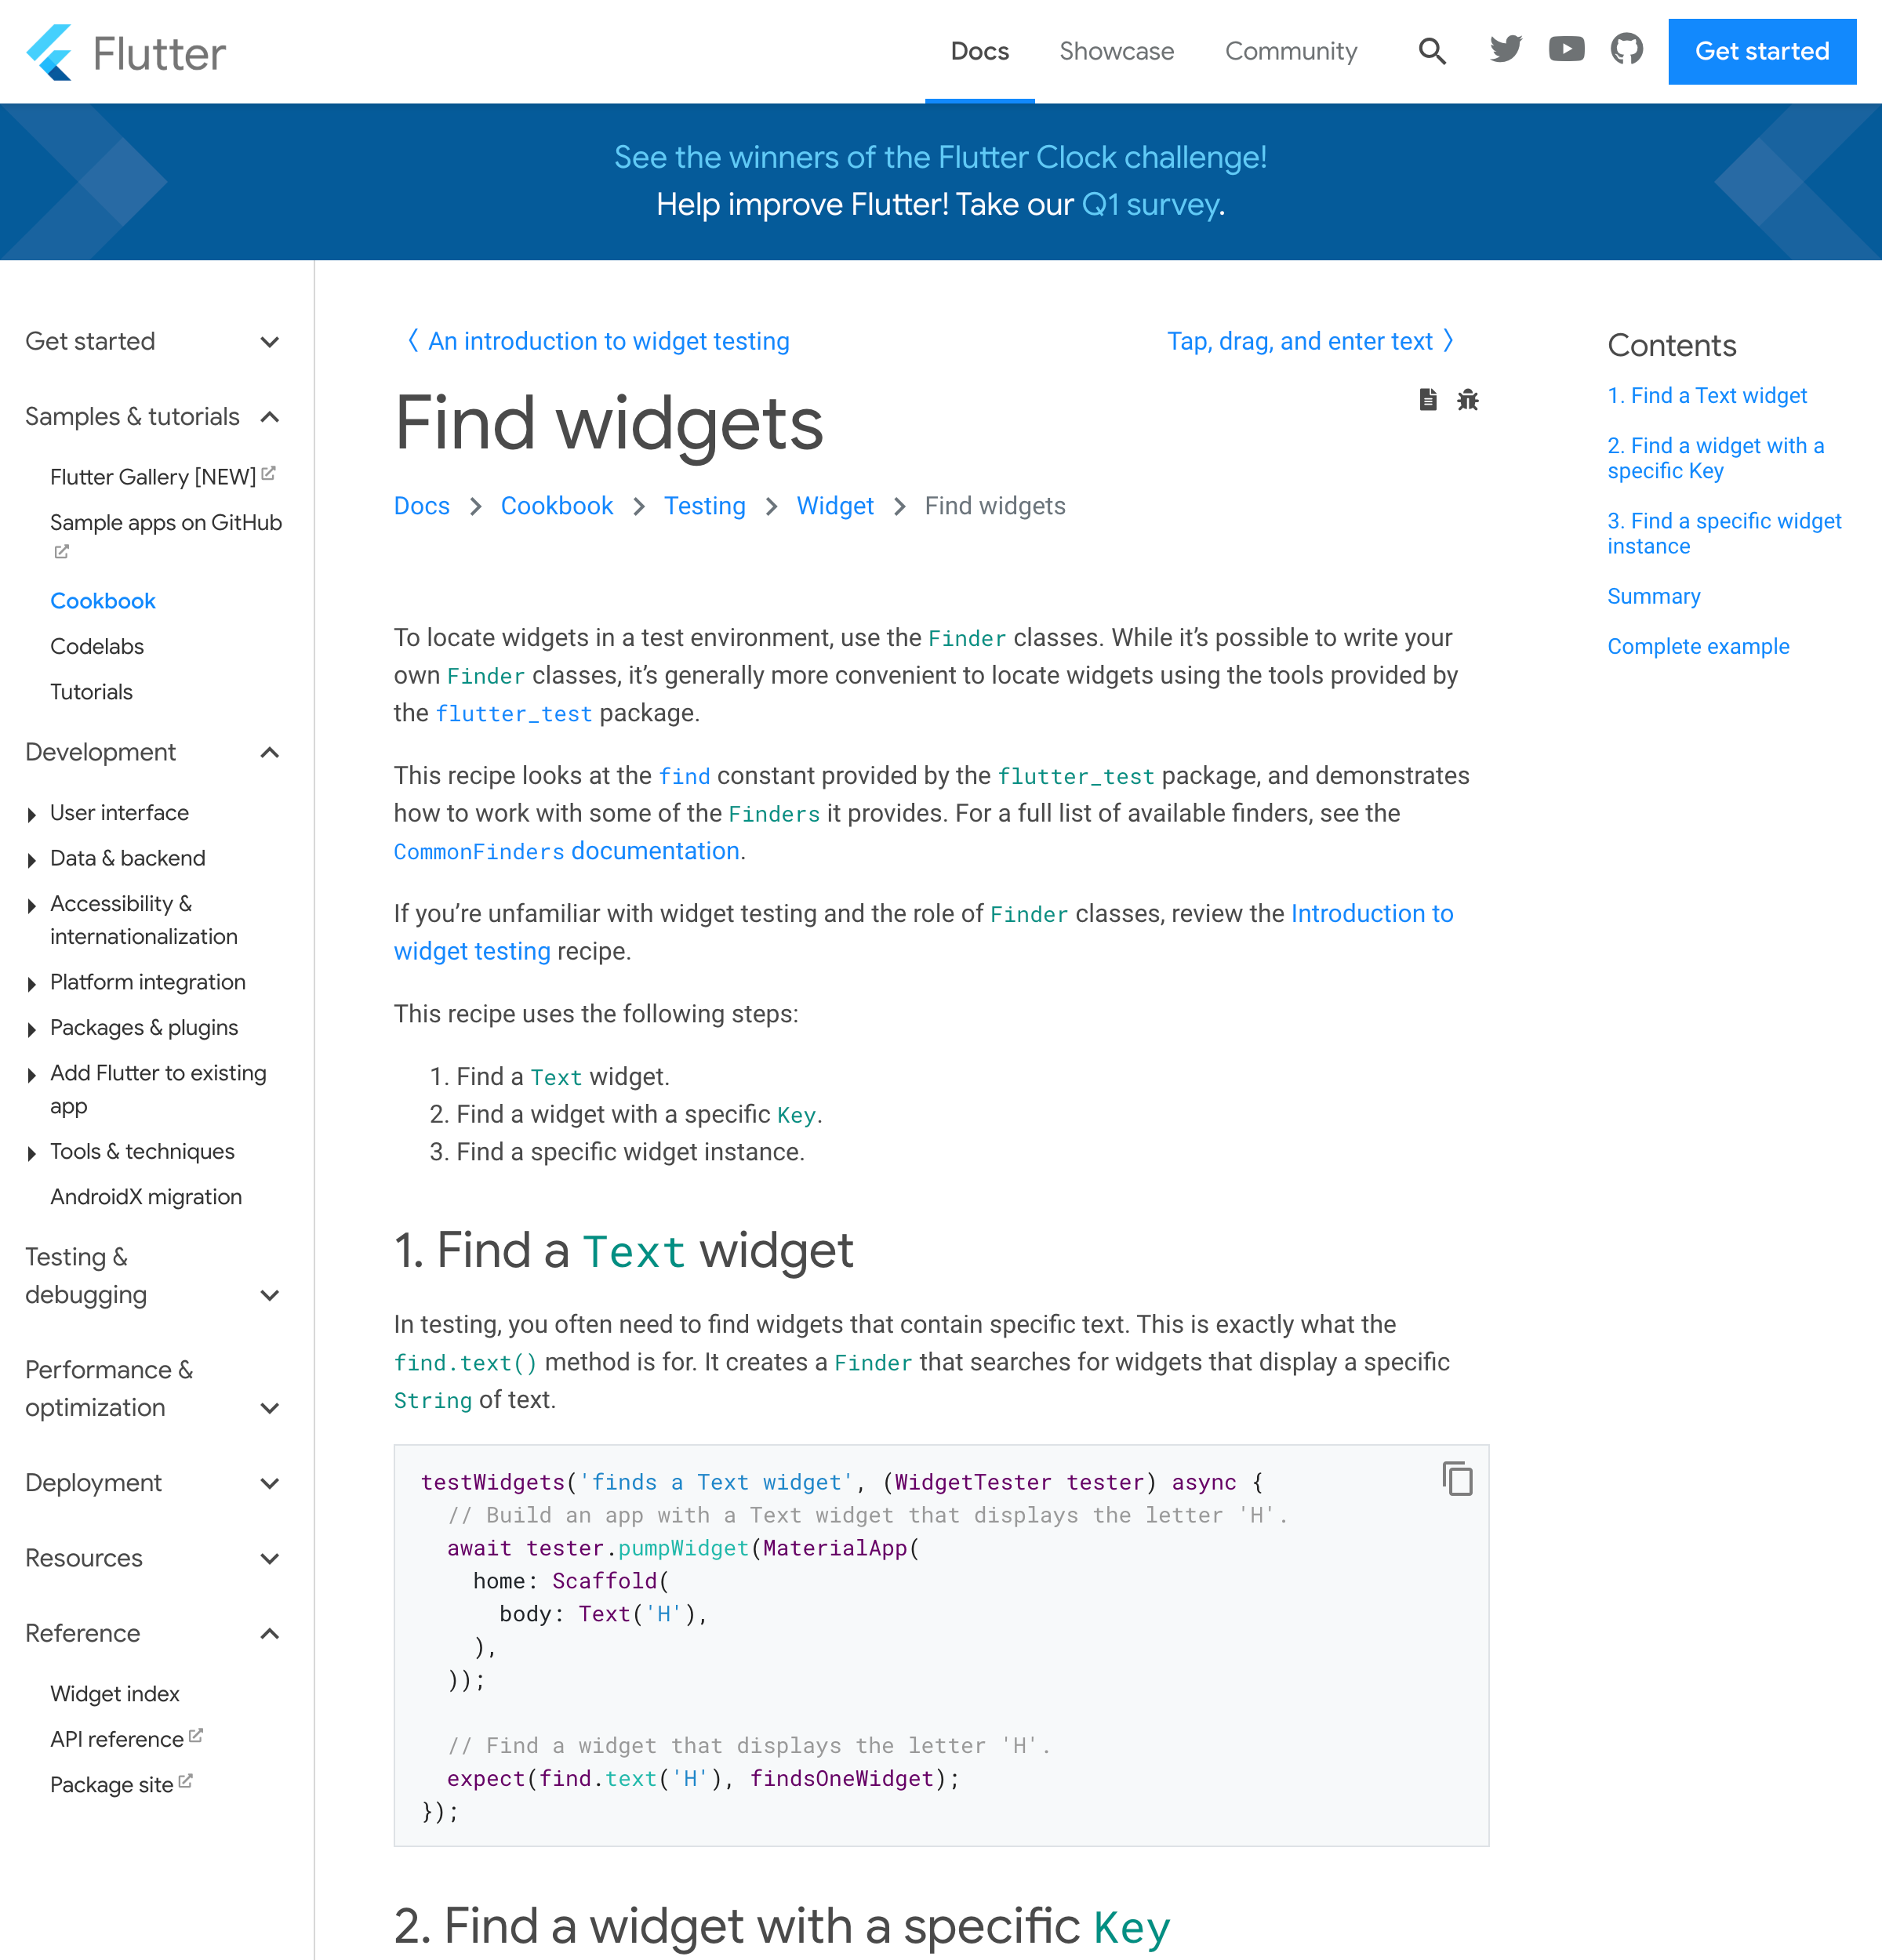 Flutter
Docs
Showcase
Community
Get started
See the winners of the Flutter Clock challenge!
Help improve Flutter! Take our Q1 survey.
Get started
Samples & tutorials
Flutter Gallery [NEW]
Sample apps on GitHub
Cookbook
Codelabs
Tutorials
Development
User interface
Data & backend
Accessibility &
internationalization
Platform integration
Packages & plugins
Add Flutter to existing
app
Tools & techniques
AndroidX migration
Testing &
debugging
Performance &
optimization
Deployment
Resources
Reference
Widget index
API reference
Package site
〈 An introduction to widget testing
Tap, drag, and enter text 〉
Find widgets
Docs > Cookbook > Testing > Widget > Find widgets
To locate widgets in a test environment, use the Finder classes. While it’s possible to write your
own Finder classes, it’s generally more convenient to locate widgets using the tools provided by
the flutter_test package.
This recipe looks at the find constant provided by the flutter_test package, and demonstrates
how to work with some of the Finders it provides. For a full list of available finders, see the
CommonFinders documentation.
If you’re unfamiliar with widget testing and the role of Finder classes, review the Introduction to
widget testing recipe.
This recipe uses the following steps:
1. Find a Text widget.
2. Find a widget with a specific Key.
3. Find a specific widget instance.
1. Find a Text widget
In testing, you often need to find widgets that contain specific text. This is exactly what the
find.text() method is for. It creates a Finder that searches for widgets that display a specific
String of text.
testWidgets('finds a Text widget', (WidgetTester tester) async {
  // Build an app with a Text widget that displays the letter 'H'.
  await tester.pumpWidget(MaterialApp(
    home: Scaffold(
      body: Text('H'),
    ),
  ));
  // Find a widget that displays the letter 'H'.
  expect(find.text('H'), findsOneWidget);
});
2. Find a widget with a specific Key
Contents
1. Find a Text widget
2. Find a widget with a
specific Key
3. Find a specific widget
instance
Summary
Complete example